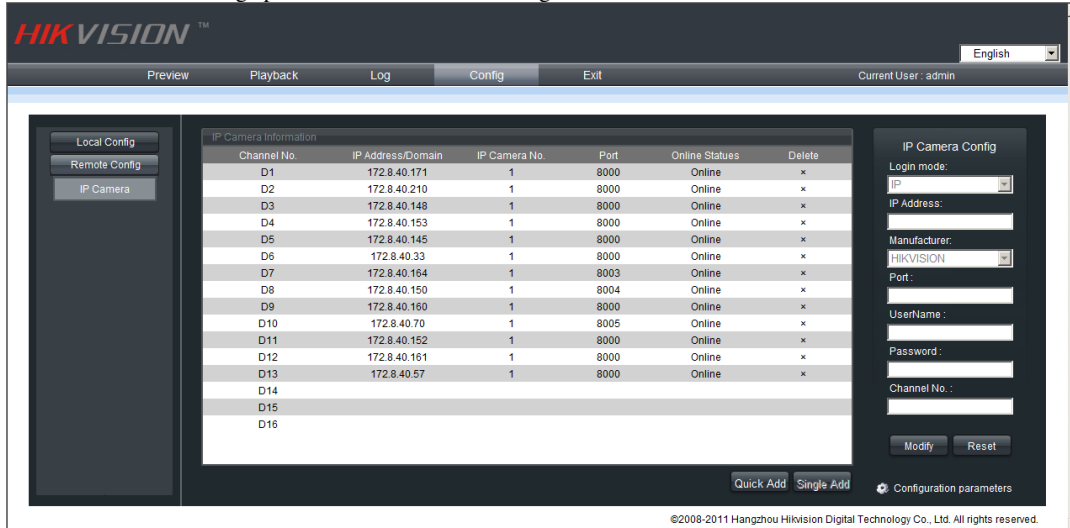 HIKVISION ™
English
Preview Playback Log Config Exit Current User : admin
Local Config
Remote Config
IP Camera
IP Camera Information
Channel No. IP Address/Domain IP Camera No. Port Online Statues Delete
D1 172.8.40.171 1 8000 Online ×
D2 172.8.40.210 1 8000 Online ×
D3 172.8.40.148 1 8000 Online ×
D4 172.8.40.153 1 8000 Online ×
D5 172.8.40.145 1 8000 Online ×
D6 172.8.40.33 1 8000 Online ×
D7 172.8.40.164 1 8003 Online ×
D8 172.8.40.150 1 8004 Online ×
D9 172.8.40.160 1 8000 Online ×
D10 172.8.40.70 1 8005 Online ×
D11 172.8.40.152 1 8000 Online ×
D12 172.8.40.161 1 8000 Online ×
D13 172.8.40.57 1 8000 Online ×
D14
D15
D16
Quick Add Single Add
IP Camera Config
Login mode:
IP
IP Address:
Manufacturer:
HIKVISION
Port :
UserName :
Password :
Channel No. :
Modify Reset
Configuration parameters
©2008-2011 Hangzhou Hikvision Digital Technology Co., Ltd. All rights reserved.